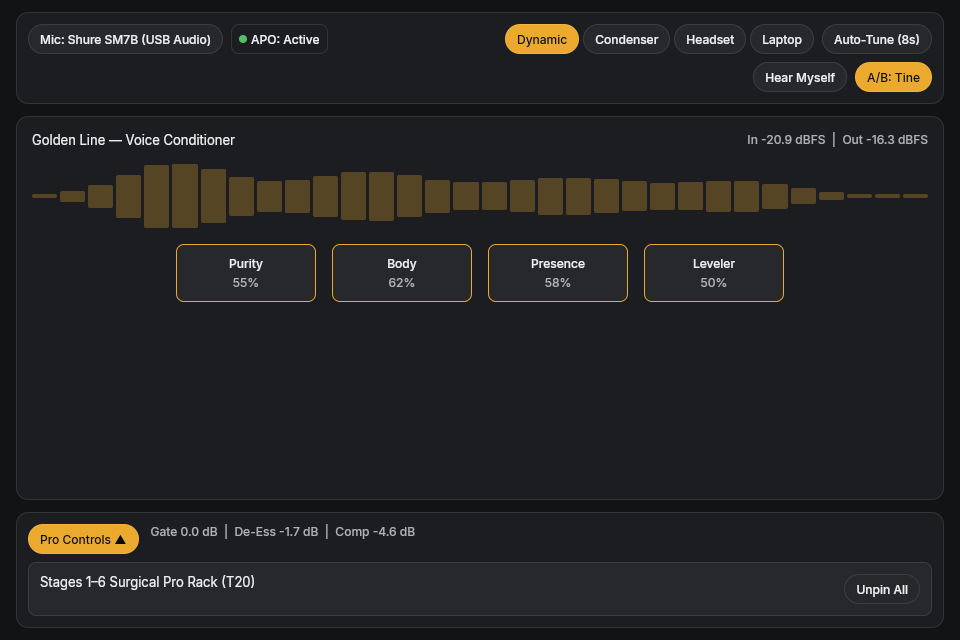 Mic: Shure SM7B (USB Audio) APO: Active Dynamic Condenser Headset Laptop Auto-Tune (8s)
Hear Myself A/B: Tine
Golden Line — Voice Conditioner In -20.9 dBFS | Out -16.3 dBFS
Purity Body Presence Leveler
55% 62% 58% 50%
Pro Controls ▲ Gate 0.0 dB | De-Ess -1.7 dB | Comp -4.6 dB
Stages 1–6 Surgical Pro Rack (T20) Unpin All